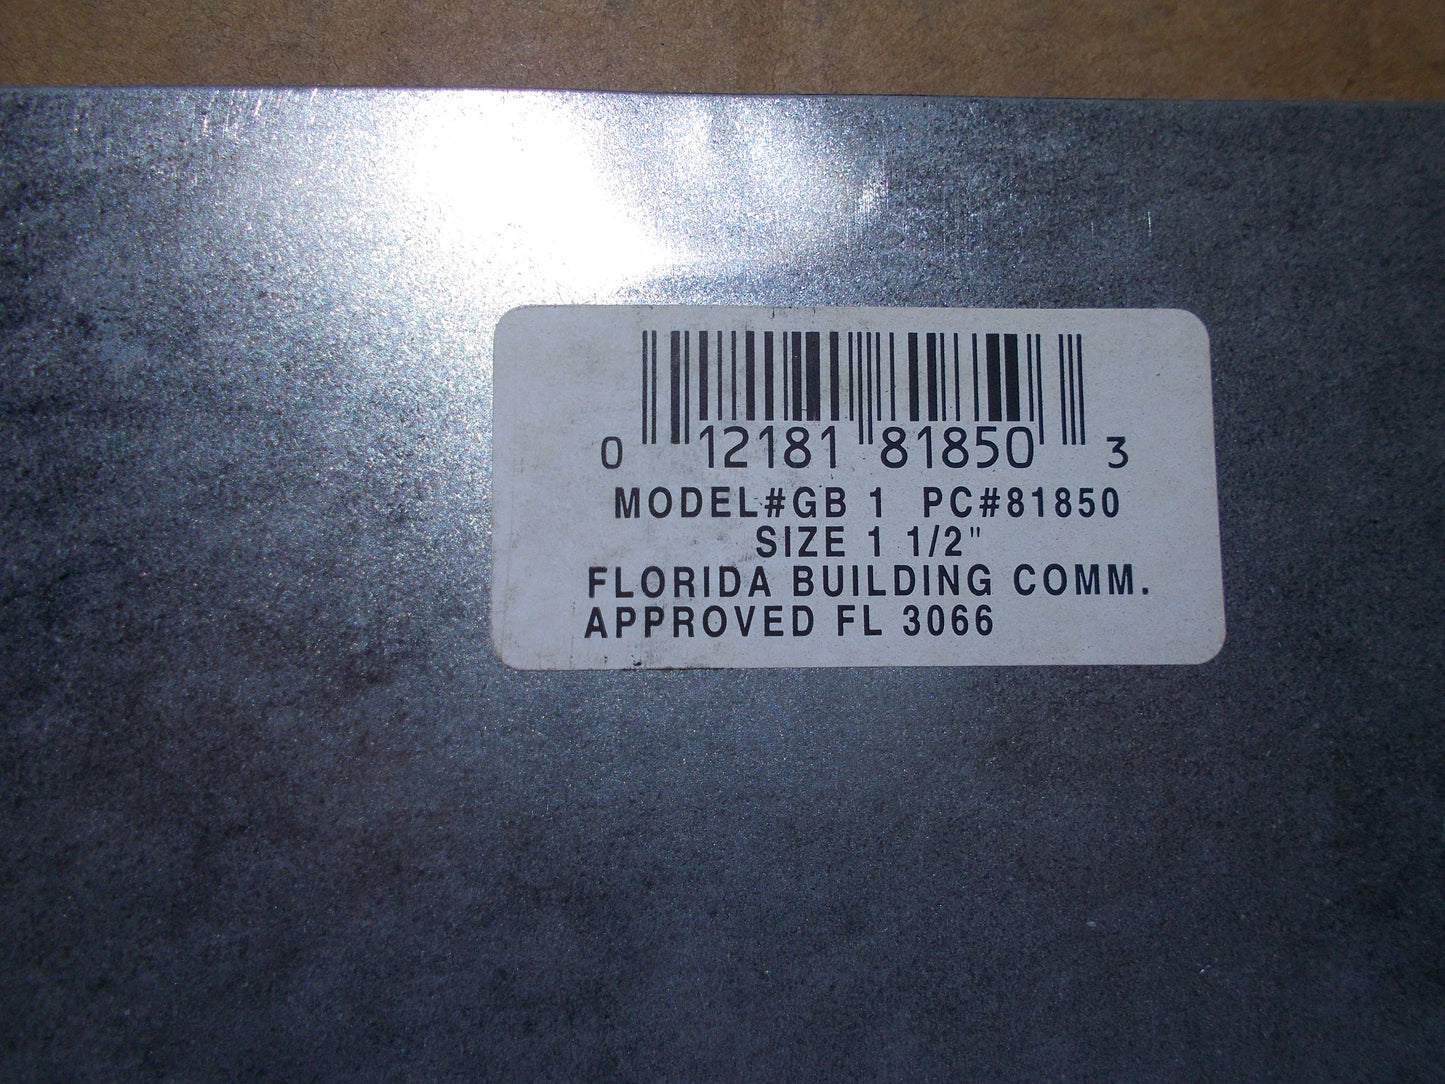 0 12181 81850 3
MODEL#GB 1 PC#81850
SIZE 1 1/2"
FLORIDA BUILDING COMM.
APPROVED FL 3066